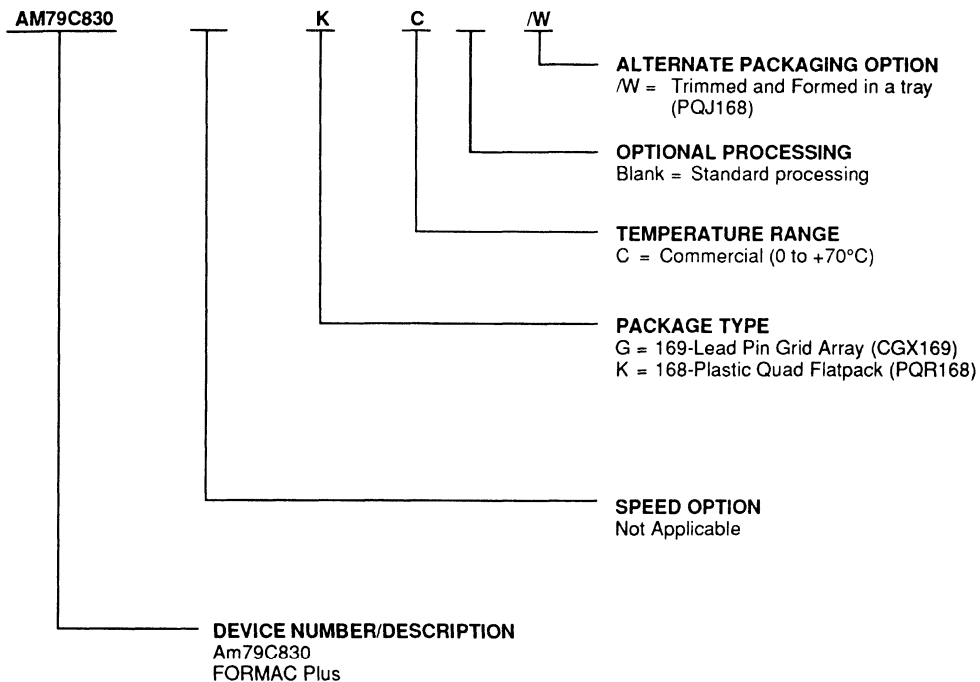 AM79C830 K C /W
ALTERNATE PACKAGING OPTION
/W = Trimmed and Formed in a tray
(PQJ168)
OPTIONAL PROCESSING
Blank = Standard processing
TEMPERATURE RANGE
C = Commercial (0 to +70°C)
PACKAGE TYPE
G = 169-Lead Pin Grid Array (CGX169)
K = 168-Plastic Quad Flatpack (PQR168)
SPEED OPTION
Not Applicable
DEVICE NUMBER/DESCRIPTION
Am79C830
FORMAC Plus